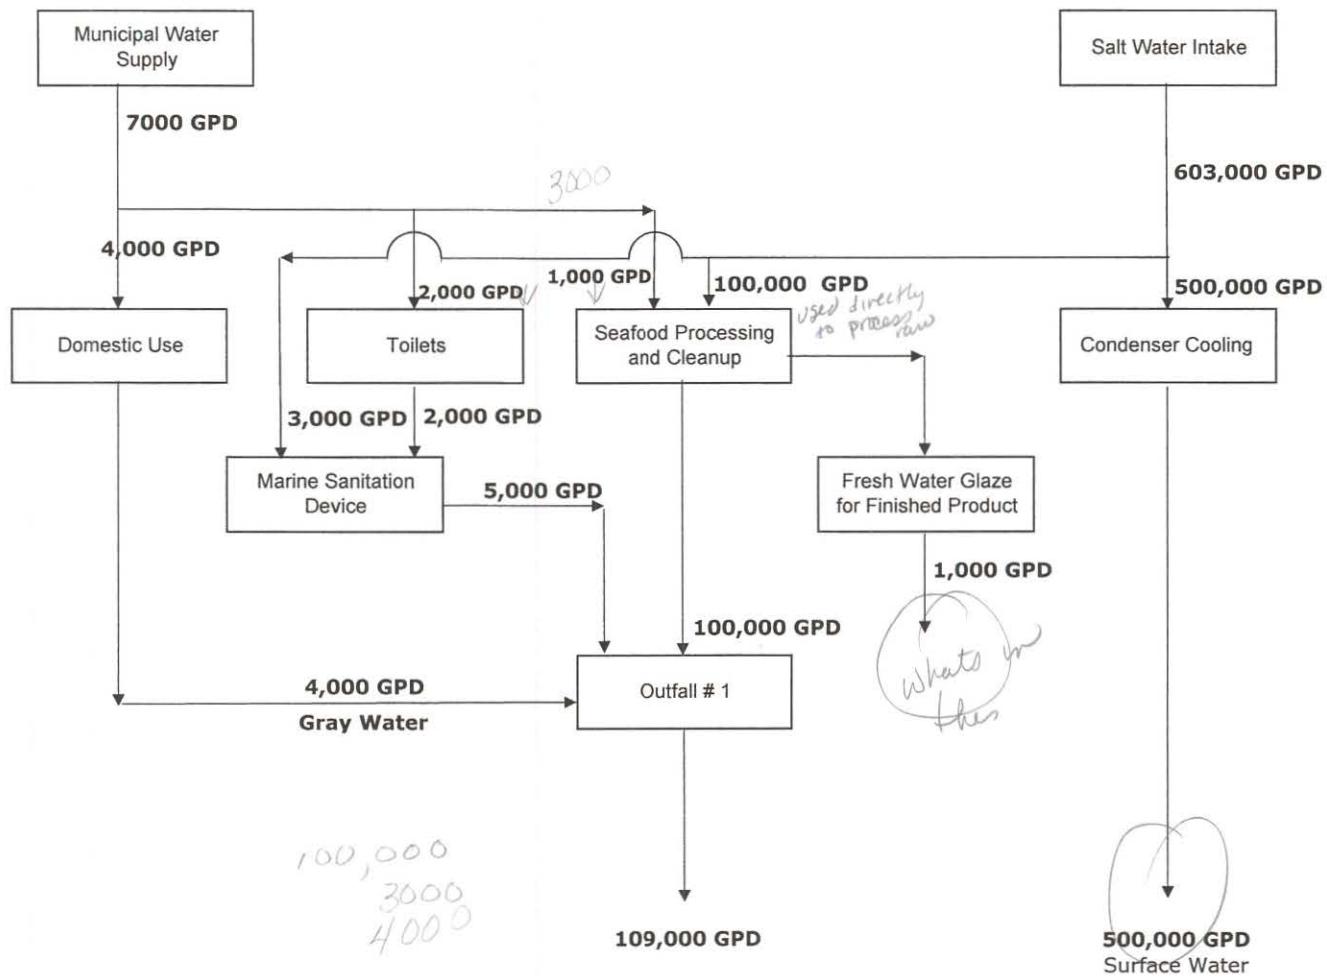 Municipal Water
Supply
Salt Water Intake
7000 GPD
603,000 GPD
3000
4,000 GPD
2,000 GPD
1,000 GPD
100,000 GPD
500,000 GPD
used directly
to process
raw
Domestic Use
Toilets
Seafood Processing
and Cleanup
Condenser Cooling
3,000 GPD
2,000 GPD
Marine Sanitation
Device
5,000 GPD
Fresh Water Glaze
for Finished Product
1,000 GPD
100,000 GPD
whats in
this
4,000 GPD
Gray Water
Outfall # 1
100,000
3000
4000
109,000 GPD
500,000 GPD
Surface Water